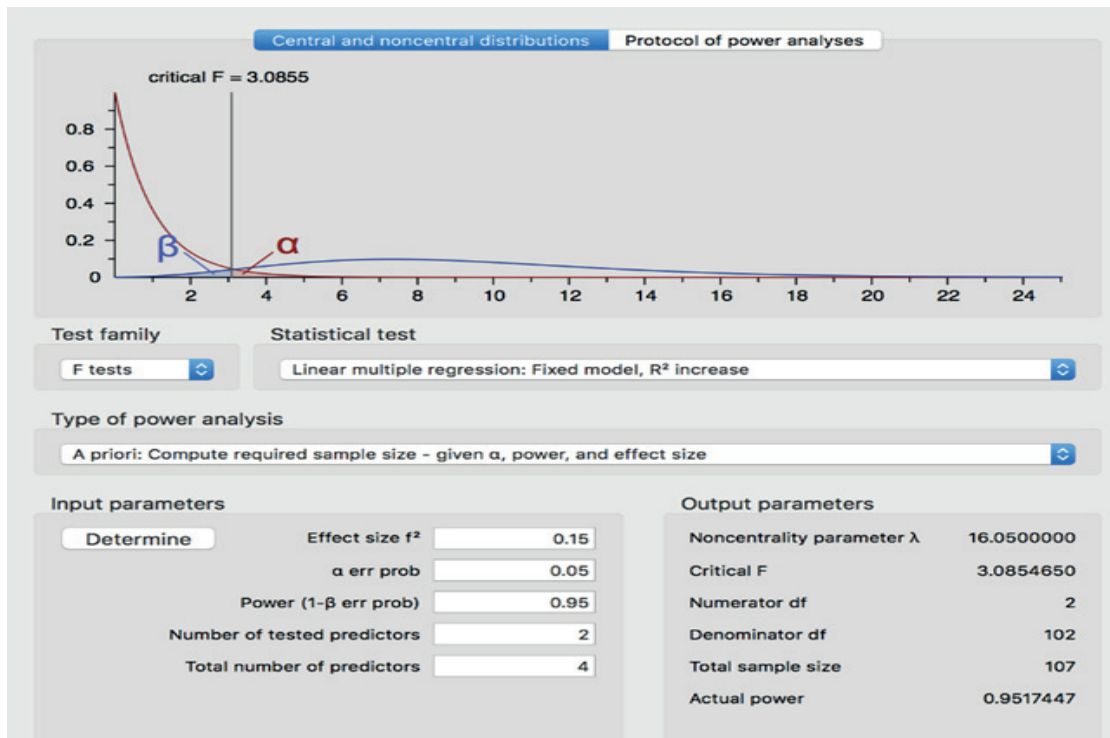 Central and noncentral distributions Protocol of power analyses
critical F = 3.0855
0.8
0.6
0.4
0.2
0
β α
2 4 6 8 10 12 14 16 18 20 22 24
Test family Statistical test
F tests Linear multiple regression: Fixed model, R² increase
Type of power analysis
A priori: Compute required sample size - given α, power, and effect size
Input parameters Output parameters
Determine Effect size f² 0.15 Noncentrality parameter λ 16.0500000
α err prob 0.05 Critical F 3.0854650
Power (1-β err prob) 0.95 Numerator df 2
Number of tested predictors 2 Denominator df 102
Total number of predictors 4 Total sample size 107
Actual power 0.9517447